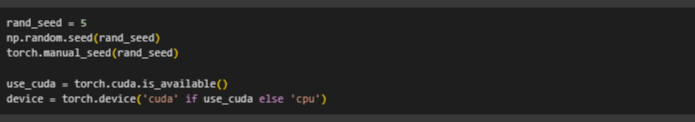 rand_seed = 5
np.random.seed(rand_seed)
torch.manual_seed(rand_seed)
use_cuda = torch.cuda.is_available()
device = torch.device('cuda' if use_cuda else 'cpu')